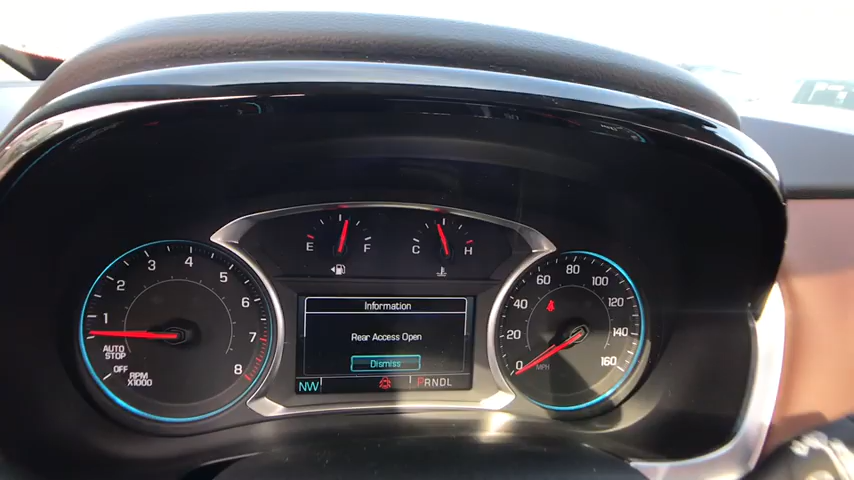 E F
C H
1 2 3 4 5 6 7 8
AUTO
STOP
OFF
RPM
X1000
Information
Rear Access Open
Dismiss
NW
PRNDL
0 20 40 60 80 100 120 140 160
MPH